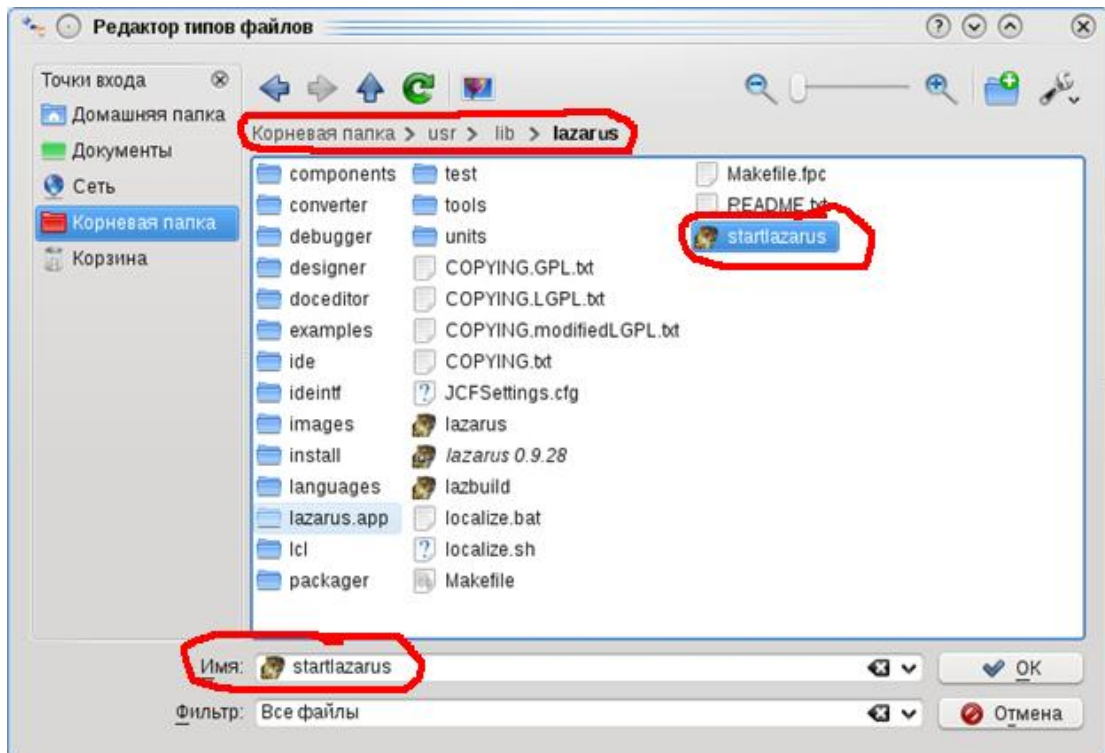 Редактор типов файлов
Точки входа
Домашняя папка
Документы
Сеть
Корневая папка
Корзина
Корневая папка > usr > lib > lazarus
components
converter
debugger
designer
doceditor
examples
ide
ideintf
images
install
languages
lazarus.app
lcl
packager
test
tools
units
COPYING.GPL.txt
COPYING.LGPL.txt
COPYING.modifiedLGPL.txt
COPYING.txt
JCFSettings.cfg
lazarus
lazarus 0.9.28
lazbuild
localize.bat
localize.sh
Makefile
Makefile.fpc
README.txt
startlazarus
Имя: startlazarus
OK
Фильтр: Все файлы
Отмена